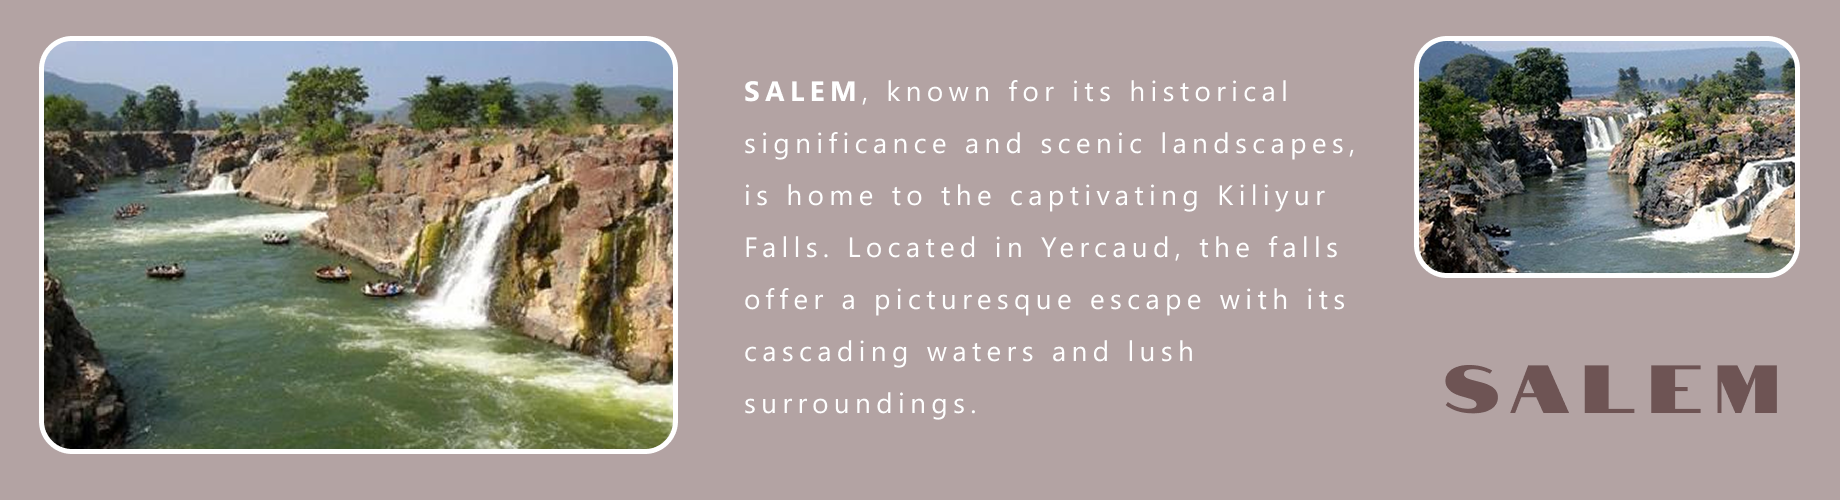 SALEM, known for its historical
significance and scenic landscapes,
is home to the captivating Kiliyur
Falls. Located in Yercaud, the falls
offer a picturesque escape with its
cascading waters and lush
surroundings.
SALEM